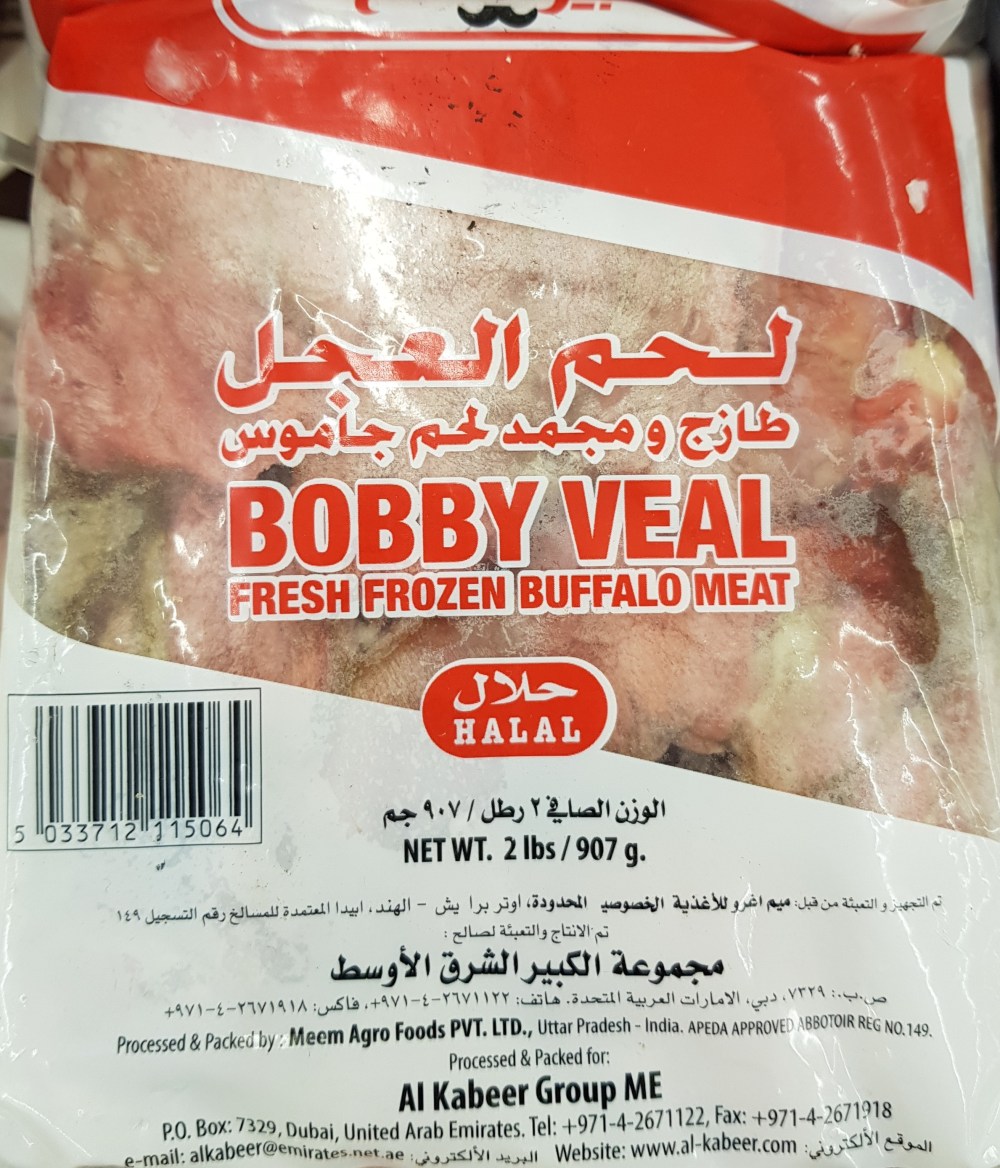 لحم العجل
طازج و مجمد لحم جاموس
BOBBY VEAL
FRESH FROZEN BUFFALO MEAT
حلال
HALAL
5 033712 115064
الوزن الصافي ٢ رطل / ٩٠٧ جم
NET WT. 2 lbs / 907 g.
تم التجهيز و التعبئة من قبل: ميم اغرو للأغذية الخصوصيـ المحدودة، اوتر برا يش - الهند، ابيدا المعتمدة للمسالخ رقم التسجيل ١٤٩
تم الانتاج والتعبئة لصالح :
مجموعة الكبير الشرق الأوسط
ص.ب.: ٧٣٢٩، دبي، الامارات العربية المتحدة. هاتف: ٢٦٧١١٢٢-٤-٩٧١+، فاكس: ٢٦٧١٩١٨-٤-٩٧١+
Processed & Packed by : Meem Agro Foods PVT. LTD., Uttar Pradesh - India. APEDA APPROVED ABBOTOIR REG NO.149.
Processed & Packed for:
Al Kabeer Group ME
P.O. Box: 7329, Dubai, United Arab Emirates. Tel: +971-4-2671122, Fax: +971-4-2671918
e-mail: alkabeer@emirates.net.ae :البريد الألكتروني Website: www.al-kabeer.com :الموقع الألكتروني